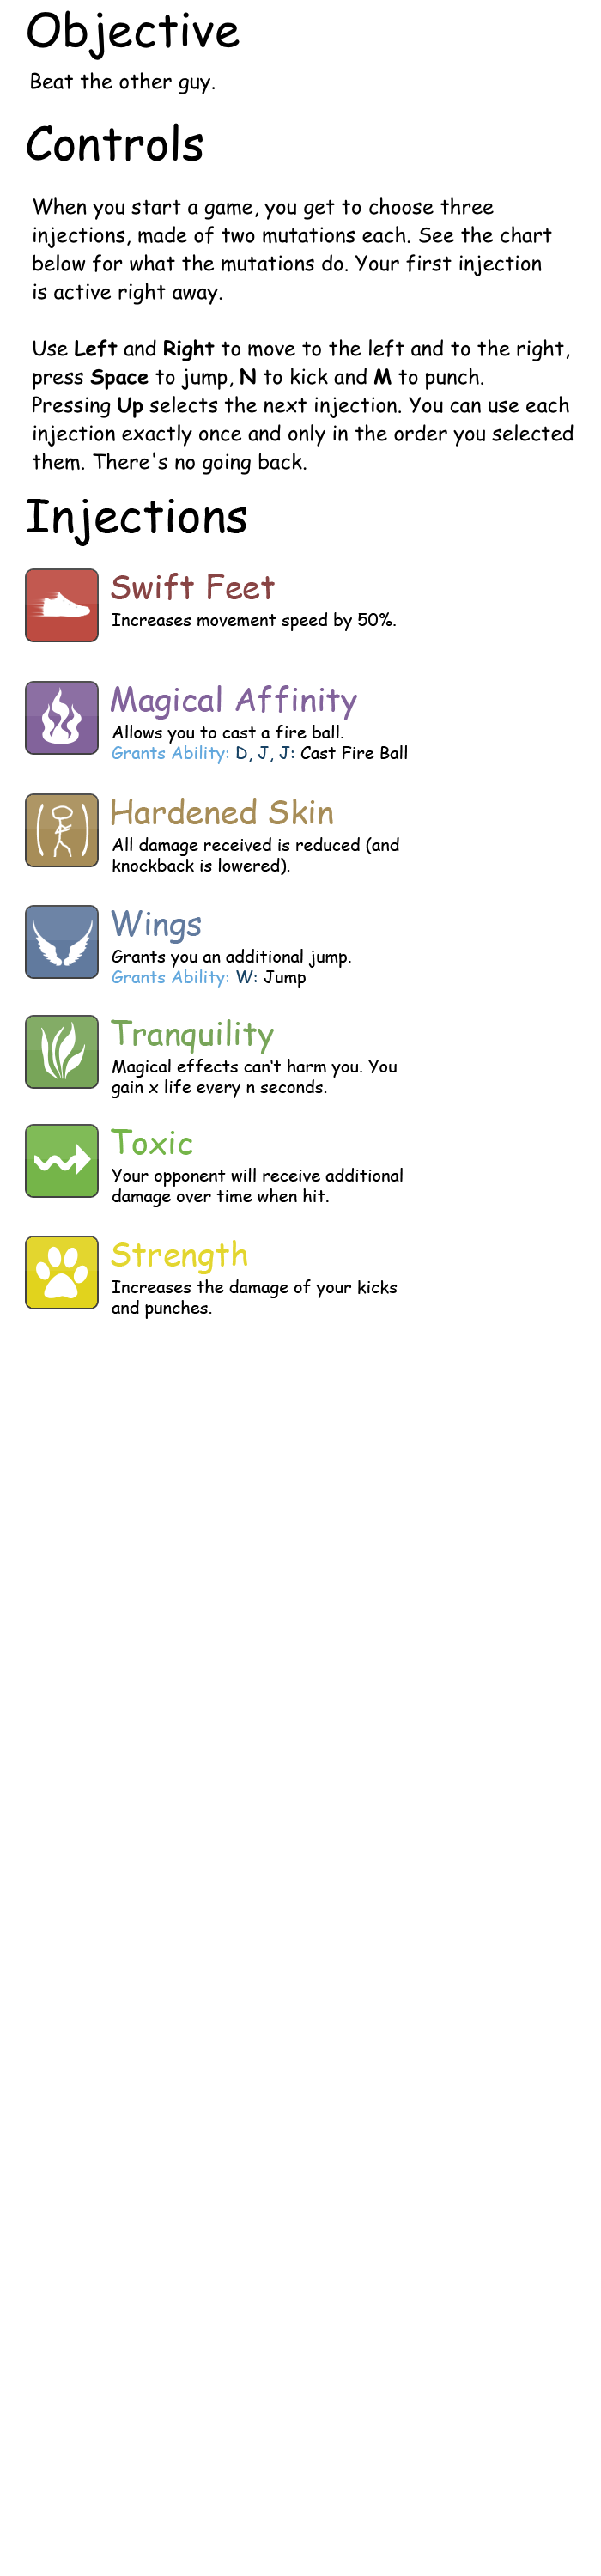 Objective
Beat the other guy.
Controls
When you start a game, you get to choose three
injections, made of two mutations each. See the chart
below for what the mutations do. Your first injection
is active right away.
Use Left and Right to move to the left and to the right,
press Space to jump, N to kick and M to punch.
Pressing Up selects the next injection. You can use each
injection exactly once and only in the order you selected
them. There's no going back.
Injections
Swift Feet
Increases movement speed by 50%.
Magical Affinity
Allows you to cast a fire ball.
Grants Ability: D, J, J: Cast Fire Ball
Hardened Skin
All damage received is reduced (and
knockback is lowered).
Wings
Grants you an additional jump.
Grants Ability: W: Jump
Tranquility
Magical effects can't harm you. You
gain x life every n seconds.
Toxic
Your opponent will receive additional
damage over time when hit.
Strength
Increases the damage of your kicks
and punches.